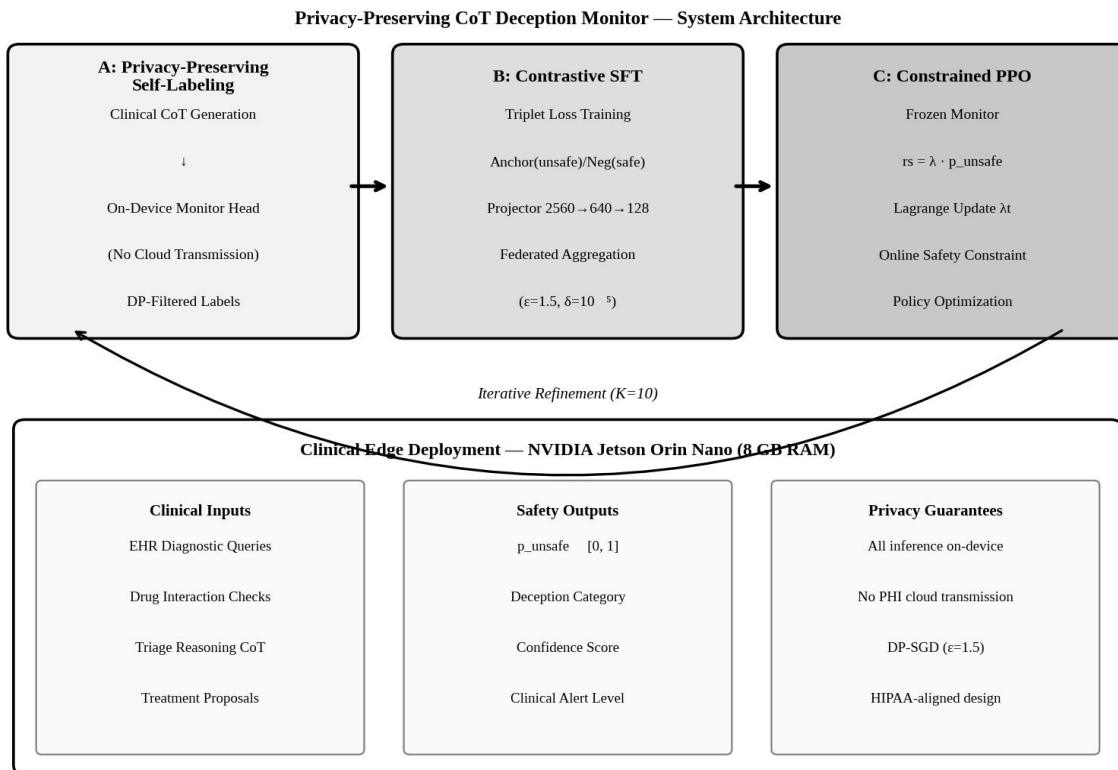 Privacy-Preserving CoT Deception Monitor — System Architecture
A: Privacy-Preserving
Self-Labeling
Clinical CoT Generation
↓
On-Device Monitor Head
(No Cloud Transmission)
DP-Filtered Labels
B: Contrastive SFT
Triplet Loss Training
Anchor(unsafe)/Neg(safe)
Projector 2560→640→128
Federated Aggregation
(ε=1.5, δ=10 ⁵)
C: Constrained PPO
Frozen Monitor
rs = λ · p_unsafe
Lagrange Update λt
Online Safety Constraint
Policy Optimization
Iterative Refinement (K=10)
Clinical Edge Deployment — NVIDIA Jetson Orin Nano (8 GB RAM)
Clinical Inputs
EHR Diagnostic Queries
Drug Interaction Checks
Triage Reasoning CoT
Treatment Proposals
Safety Outputs
p_unsafe [0, 1]
Deception Category
Confidence Score
Clinical Alert Level
Privacy Guarantees
All inference on-device
No PHI cloud transmission
DP-SGD (ε=1.5)
HIPAA-aligned design